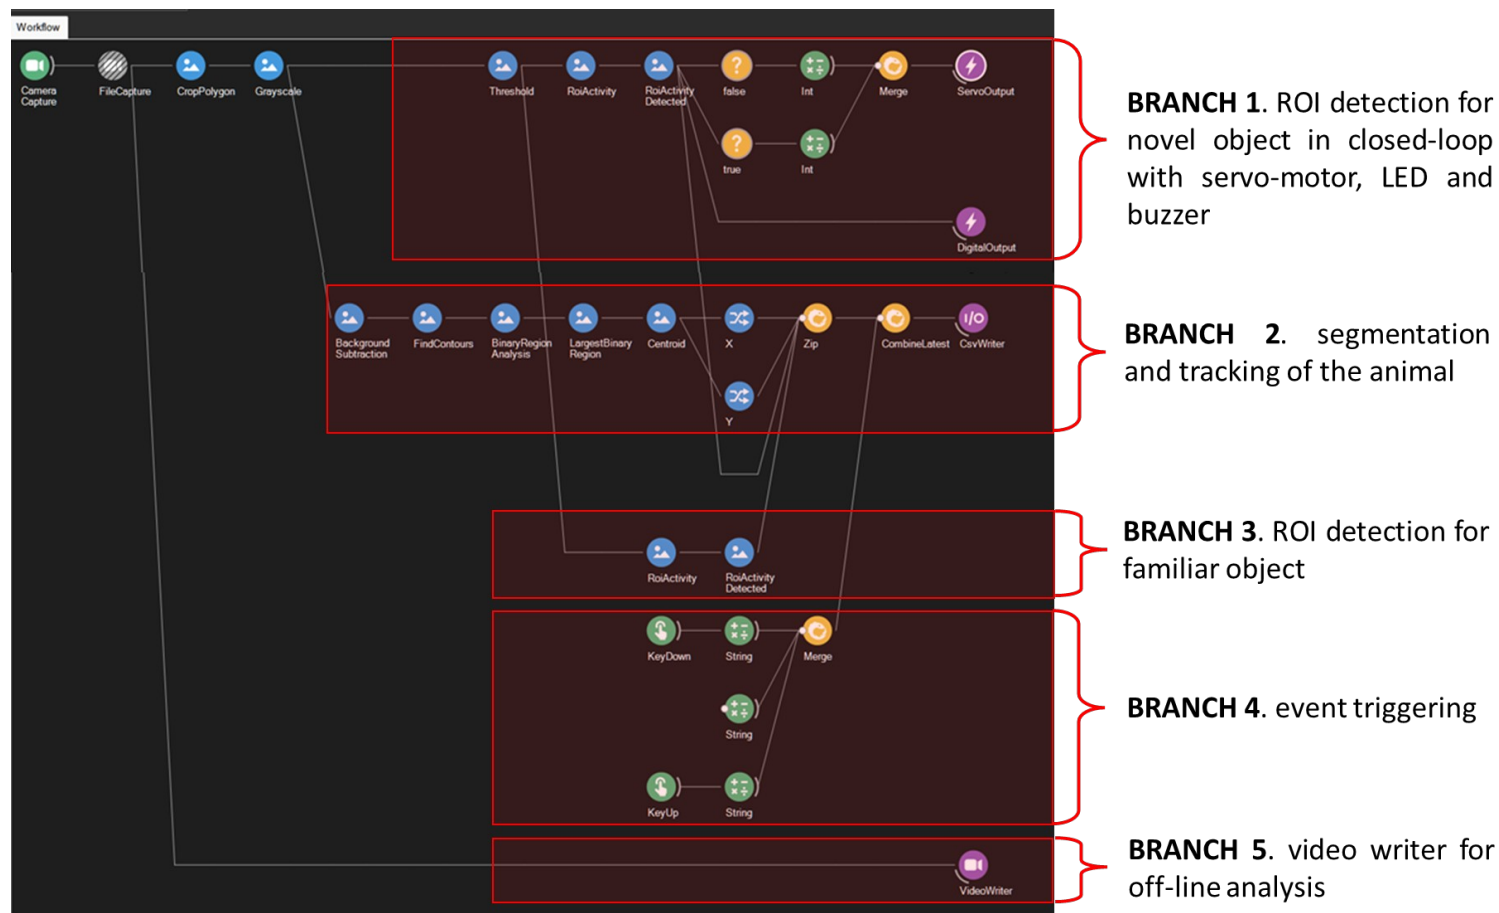 Workflow
Camera
Capture
FileCapture
CropPolygon
Grayscale
Threshold
RoiActivity
RoiActivity
Detected
false
Int
Merge
ServoOutput
true
Int
DigitalOutput
BRANCH 1. ROI detection for
novel object in closed-loop
with servo-motor, LED and
buzzer
Background
Subtraction
FindContours
BinaryRegion
Analysis
LargestBinary
Region
Centroid
X
Zip
CombineLatest
I/O
CsvWriter
Y
BRANCH 2. segmentation
and tracking of the animal
RoiActivity
RoiActivity
Detected
BRANCH 3. ROI detection for
familiar object
KeyDown
String
Merge
String
KeyUp
String
BRANCH 4. event triggering
VideoWriter
BRANCH 5. video writer for
off-line analysis